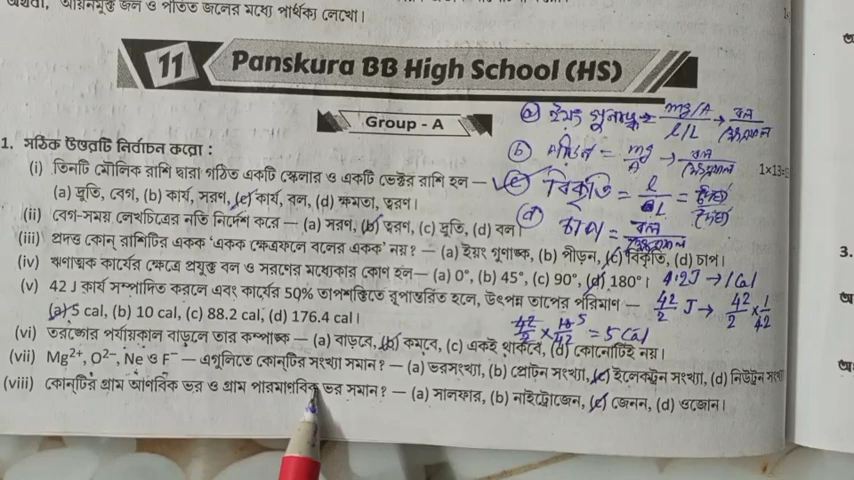 অথবা, আয়নমুক্ত জল ও পাতিত জলের মধ্যে পার্থক্য লেখো।
11 Panskura BB High School (HS)
Group - A
1. সঠিক উত্তরটি নির্বাচন করো : 1×13=
(i) তিনটি মৌলিক রাশি দ্বারা গঠিত একটি স্কেলার ও একটি ভেক্টর রাশি হল —
(a) দ্রুতি, বেগ, (b) কার্য, সরণ, (c) কার্য, বল, (d) ক্ষমতা, ত্বরণ।
(ii) বেগ-সময় লেখচিত্রের নতি নির্দেশ করে — (a) সরণ, (b) ত্বরণ, (c) দ্রুতি, (d) বল।
(iii) প্রদত্ত কোন্ রাশিটির একক 'একক ক্ষেত্রফলে বলের একক' নয়? — (a) ইয়ং গুণাঙ্ক, (b) পীড়ন, (c) বিকৃতি, (d) চাপ।
(iv) ঋণাত্মক কার্যের ক্ষেত্রে প্রযুক্ত বল ও সরণের মধ্যেকার কোণ হল— (a) 0°, (b) 45°, (c) 90°, (d) 180°।
(v) 42 J কার্য সম্পাদিত করলে এবং কার্যের 50% তাপশক্তিতে রূপান্তরিত হলে, উৎপন্ন তাপের পরিমাণ —
(a) 5 cal, (b) 10 cal, (c) 88.2 cal, (d) 176.4 cal।
(vi) তরঙ্গের পর্যায়কাল বাড়লে তার কম্পাঙ্ক — (a) বাড়বে, (b) কমবে, (c) একই থাকবে, (d) কোনোটিই নয়।
(vii) Mg²⁺, O²⁻, Ne ও F⁻ — এগুলিতে কোন্‌টির সংখ্যা সমান? — (a) ভরসংখ্যা, (b) প্রোটন সংখ্যা, (c) ইলেকট্রন সংখ্যা, (d) নিউট্রন সংখ্যা
(viii) কোন্‌টির গ্রাম আণবিক ভর ও গ্রাম পারমাণবিক ভর সমান? — (a) সালফার, (b) নাইট্রোজেন, (c) জেনন, (d) ওজোন।
(a) ইয়ং গুনাঙ্ক = mg/A / l/L → বল / ক্ষেত্রফল
(b) পীড়ন = mg/A → বল / ক্ষেত্রফল
(c) বিকৃতি = l/L = দৈর্ঘ্য / দৈর্ঘ্য
(d) চাপ = বল / ক্ষেত্রফল
4.2J → 1 Cal
42/2 J → 42/2 × 1/42
42/2 × 10/42 = 5 Cal
3.